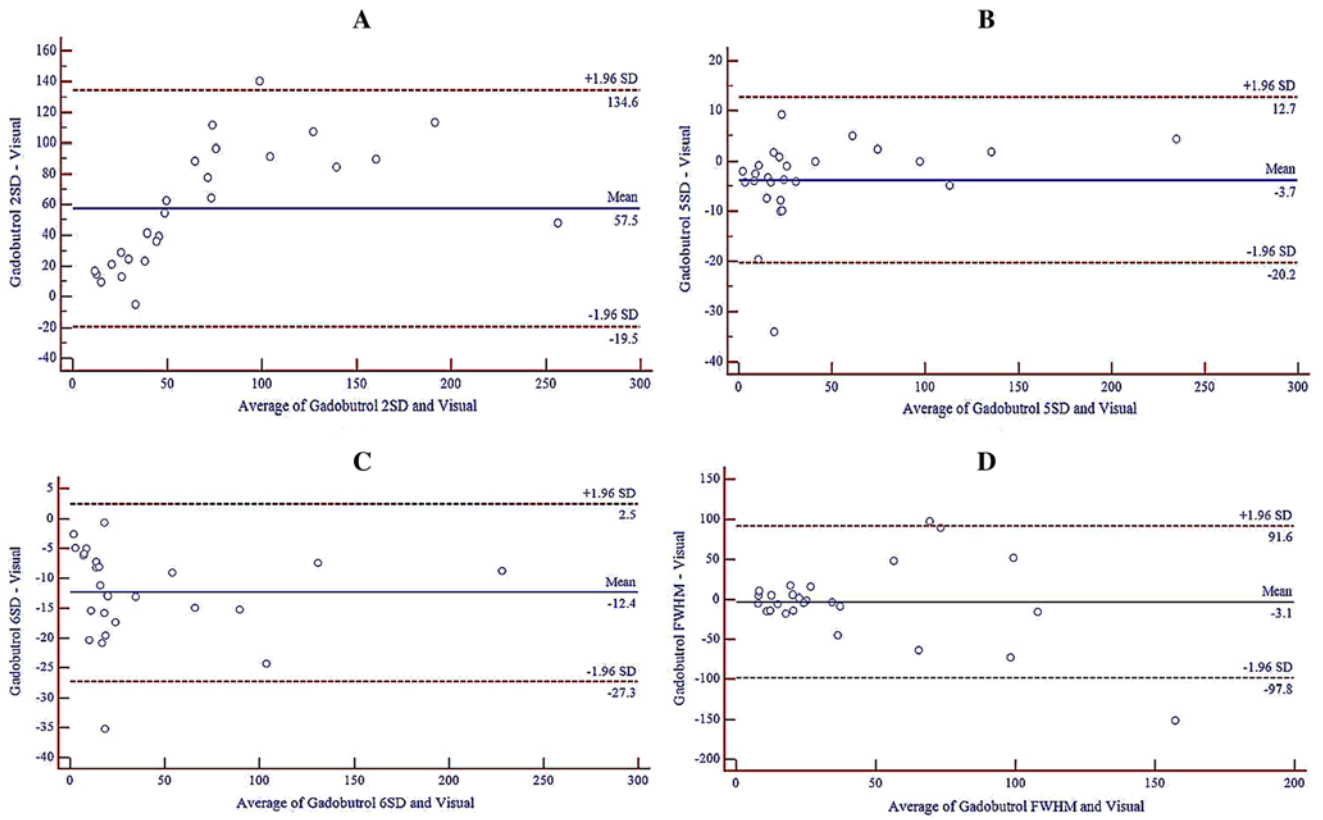 A
Gadobutrol 2SD - Visual
160
140
120
100
80
60
40
20
0
-20
-40
+1.96 SD
134.6
Mean
57.5
-1.96 SD
-19.5
0 50 100 150 200 250 300
Average of Gadobutrol 2SD and Visual
B
Gadobutrol 5SD - Visual
20
10
0
-10
-20
-30
-40
+1.96 SD
12.7
Mean
-3.7
-1.96 SD
-20.2
0 50 100 150 200 250 300
Average of Gadobutrol 5SD and Visual
C
Gadobutrol 6SD - Visual
5
0
-5
-10
-15
-20
-25
-30
-35
-40
+1.96 SD
2.5
Mean
-12.4
-1.96 SD
-27.3
0 50 100 150 200 250 300
Average of Gadobutrol 6SD and Visual
D
Gadobutrol FWHM - Visual
150
100
50
0
-50
-100
-150
-200
+1.96 SD
91.6
Mean
-3.1
-1.96 SD
-97.8
0 50 100 150 200
Average of Gadobutrol FWHM and Visual